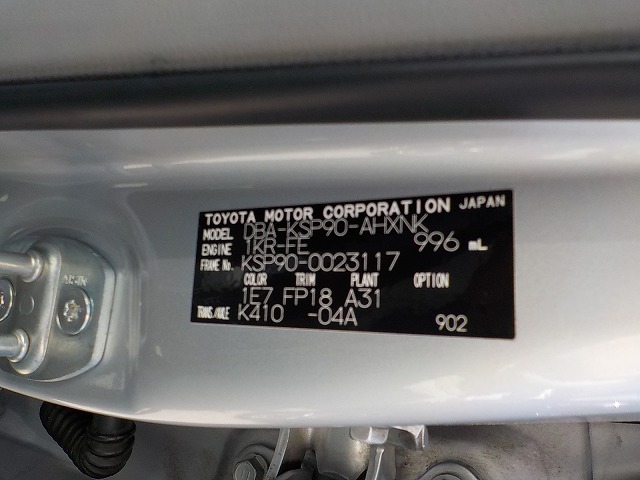 TOYOTA MOTOR CORPORATION JAPAN
MODEL DBA-KSP90-AHXNK
ENGINE 1KR-FE 996 mL
FRAME No. KSP90-0023117
COLOR TRIM PLANT OPTION
1E7 FP18 A31
TRANS./AXLE K410 -04A
902